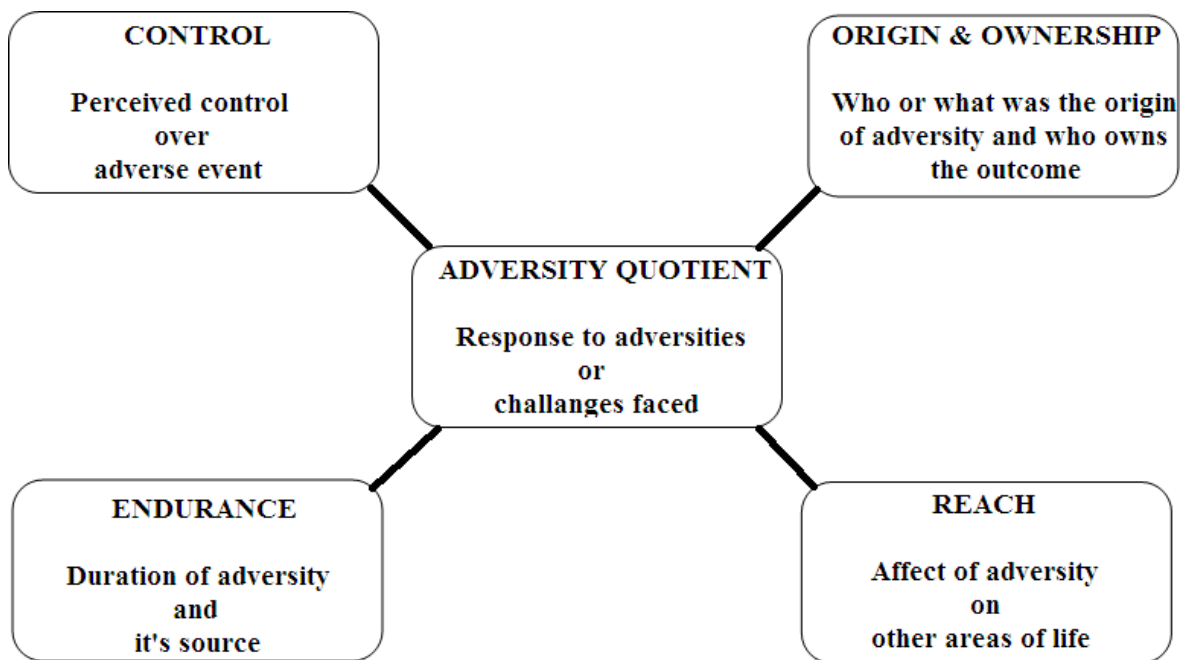 CONTROL
Perceived control
over
adverse event
ORIGIN & OWNERSHIP
Who or what was the origin
of adversity and who owns
the outcome
ADVERSITY QUOTIENT
Response to adversities
or
challanges faced
ENDURANCE
Duration of adversity
and
it's source
REACH
Affect of adversity
on
other areas of life